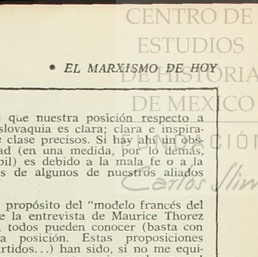 CENTRO DE
ESTUDIOS
DE HISTORIA
DE MEXICO
• EL MARXISMO DE HOY
que nuestra posición respecto a
slovaquia es clara; clara e inspira-
clase precisos. Si hay ahí un obs-
ad (en una medida, por lo demás,
bil) es debido a la mala fe o a la
s de algunos de nuestros aliados
Carlos Slim
propósito del "modelo francés del
e la entrevista de Maurice Thorez
, todos pueden conocer (basta con
a posición. Estas proposiciones
rtidos...) han sido, si no me equi-